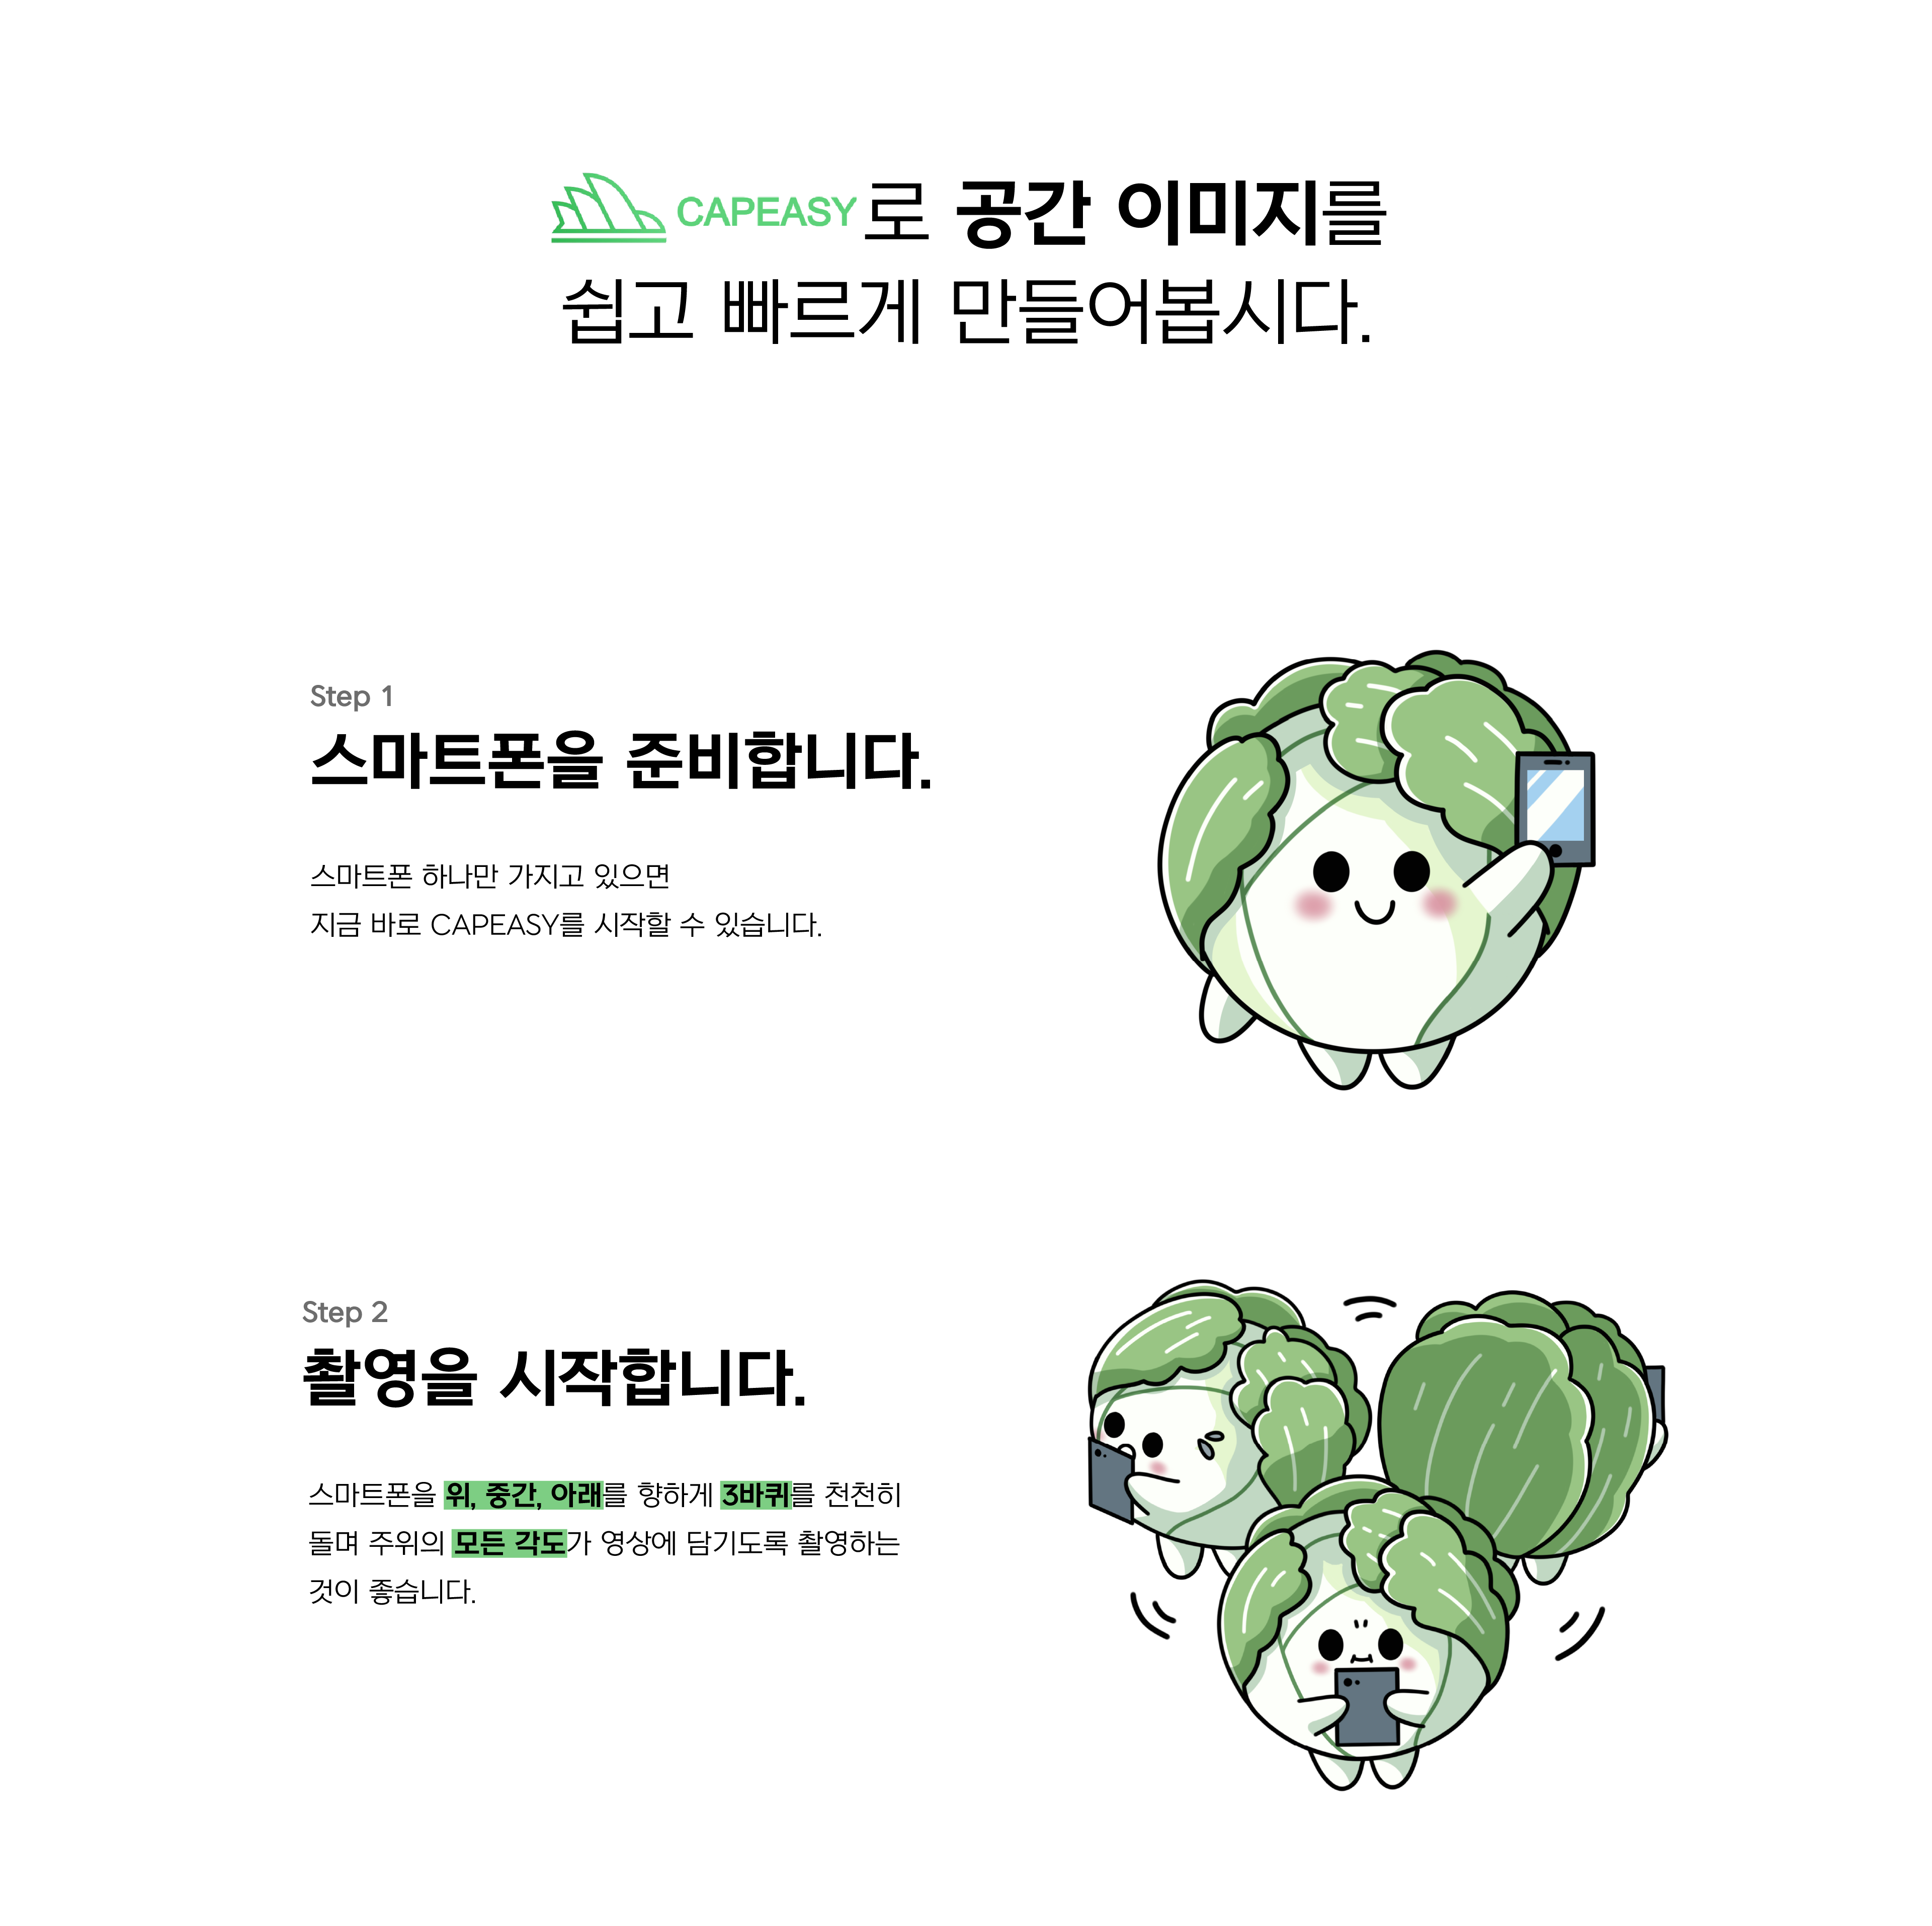 CAPEASY로 공간 이미지를
쉽고 빠르게 만들어봅시다.
Step 1
스마트폰을 준비합니다.
스마트폰 하나만 가지고 있으면
지금 바로 CAPEASY를 시작할 수 있습니다.
Step 2
촬영을 시작합니다.
스마트폰을 위, 중간, 아래를 향하게 3바퀴를 천천히
돌며 주위의 모든 각도가 영상에 담기도록 촬영하는
것이 좋습니다.